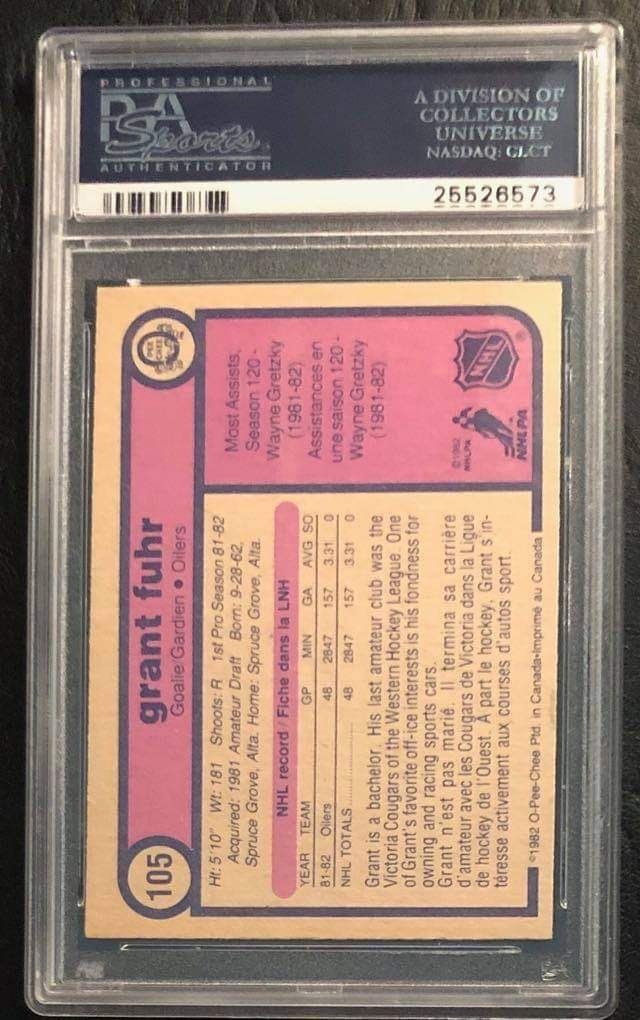 PROFESSIONAL
PSA
Sports
AUTHENTICATOR
A DIVISION OF
COLLECTORS
UNIVERSE
NASDAQ: CLCT
25526573
105
grant fuhr
Goalie Gardien • Oilers
O-PEE-CHEE
Ht: 5'10" Wt: 181 Shoots: R 1st Pro Season 81-82
Acquired: 1981 Amateur Draft Born: 9-28-62,
Spruce Grove, Alta. Home: Spruce Grove, Alta.
NHL record / Fiche dans la LNH
YEAR TEAM GP MIN GA AVG SO
81-82 Oilers 48 2847 157 3.31 0
NHL TOTALS 48 2847 157 3.31 0
Grant is a bachelor. His last amateur club was the
Victoria Cougars of the Western Hockey League. One
of Grant's favorite off-ice interests is his fondness for
owning and racing sports cars.
Grant n'est pas marié. Il termina sa carrière
d'amateur avec les Cougars de Victoria dans la Ligue
de hockey de l'Ouest. À part le hockey, Grant s'in-
téresse activement aux courses d'autos sport.
©1982 O-Pee-Chee Ptd. in Canada-Imprimé au Canada
Most Assists,
Season 120-
Wayne Gretzky
(1981-82)
Assistances en
une saison 120-
Wayne Gretzky
(1981-82)
©1982
NHLPA
NHLPA
NHL
®